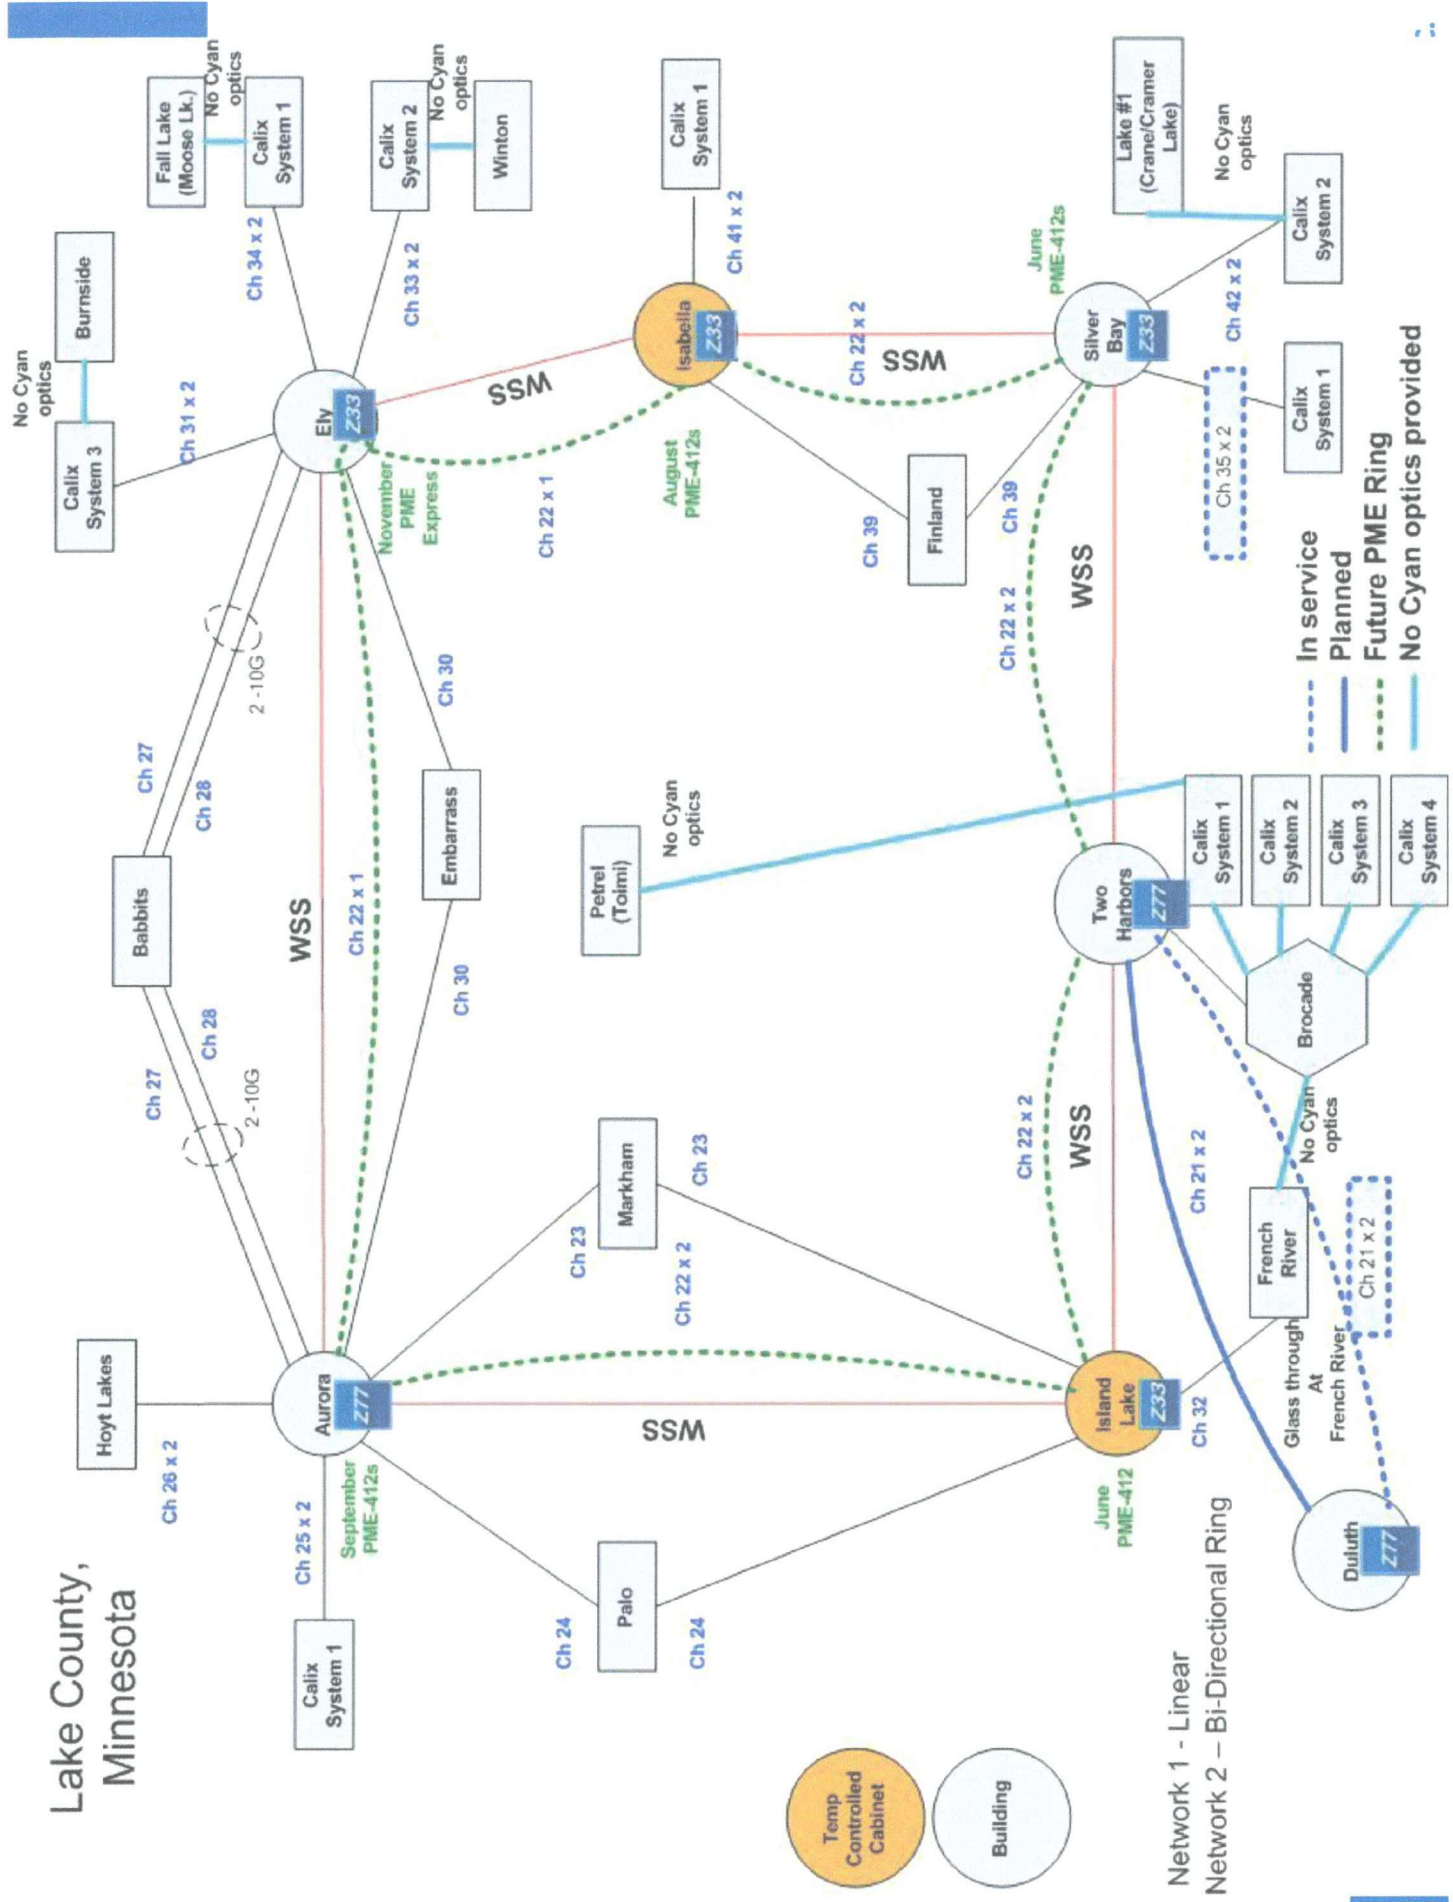 Lake County,
Minnesota
Hoyt Lakes
Ch 26 x 2
Calix
System 1
Ch 25 x 2
Aurora
Z77
September
PME-412s
Ch 27
Ch 28
2 -10G
Babbits
Ch 27
Ch 28
2 -10G
WSS
Ch 22 x 1
Ch 30
Embarrass
Ch 30
No Cyan
optics
Burnside
Calix
System 3
Ch 31 x 2
Ely
Z33
November
PME
Express
Ch 34 x 2
Fall Lake
(Moose Lk.)
No Cyan
optics
Calix
System 1
Ch 33 x 2
Calix
System 2
No Cyan
optics
Winton
WSS
Ch 22 x 1
Isabella
Z33
August
PME-412s
Calix
System 1
Ch 41 x 2
Ch 22 x 2
WSS
Finland
Ch 39
Ch 39
June
PME-412s
Silver
Bay
Z33
Lake #1
(Crane/Cramer
Lake)
No Cyan
optics
Calix
System 2
Ch 42 x 2
Calix
System 1
Ch 35 x 2
Ch 22 x 2
WSS
Palo
Ch 24
Ch 24
WSS
Markham
Ch 23
Ch 23
Ch 22 x 2
Petrel
(Toimi)
No Cyan
optics
Island
Lake
Z33
June
PME-412
Ch 32
Ch 22 x 2
WSS
Two
Harbors
Z77
Calix
System 1
Calix
System 2
Calix
System 3
Calix
System 4
Brocade
No Cyan
optics
French
River
Ch 21 x 2
Ch 21 x 2
Glass through
At
French River
Duluth
Z77
Temp
Controlled
Cabinet
Building
Network 1 - Linear
Network 2 – Bi-Directional Ring
In service
Planned
Future PME Ring
No Cyan optics provided